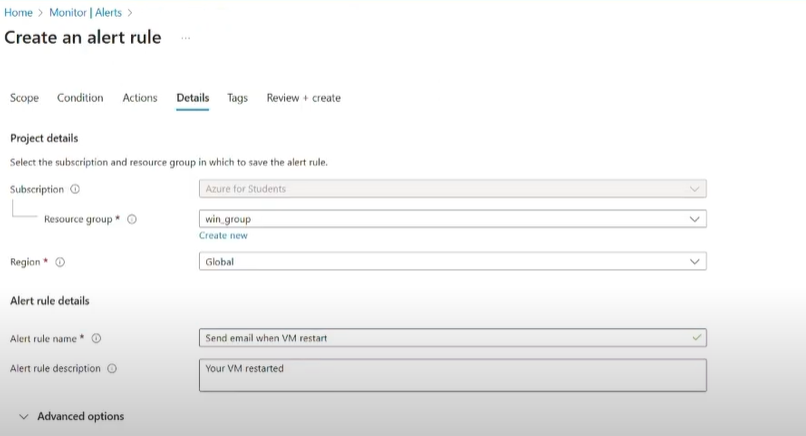 Home > Monitor | Alerts >
Create an alert rule ...
Scope Condition Actions Details Tags Review + create
Project details
Select the subscription and resource group in which to save the alert rule.
Subscription Azure for Students
Resource group * win_group
Create new
Region * Global
Alert rule details
Alert rule name * Send email when VM restart
Alert rule description Your VM restarted
Advanced options